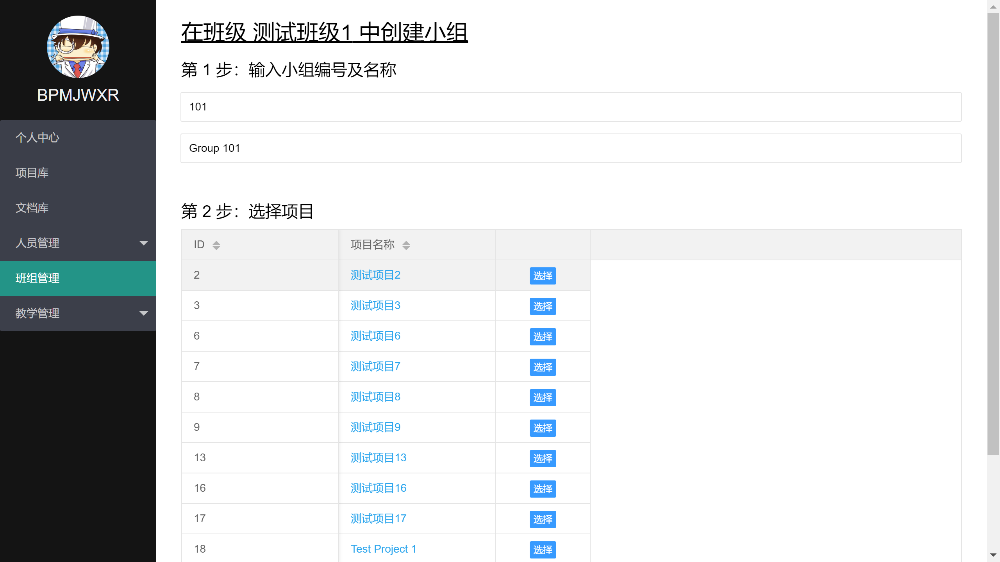 BPMJWXR
个人中心
项目库
文档库
人员管理
班组管理
教学管理
在班级 测试班级1 中创建小组
第 1 步：输入小组编号及名称
101
Group 101
第 2 步：选择项目
ID 项目名称
2 测试项目2 选择
3 测试项目3 选择
6 测试项目6 选择
7 测试项目7 选择
8 测试项目8 选择
9 测试项目9 选择
13 测试项目13 选择
16 测试项目16 选择
17 测试项目17 选择
18 Test Project 1 选择